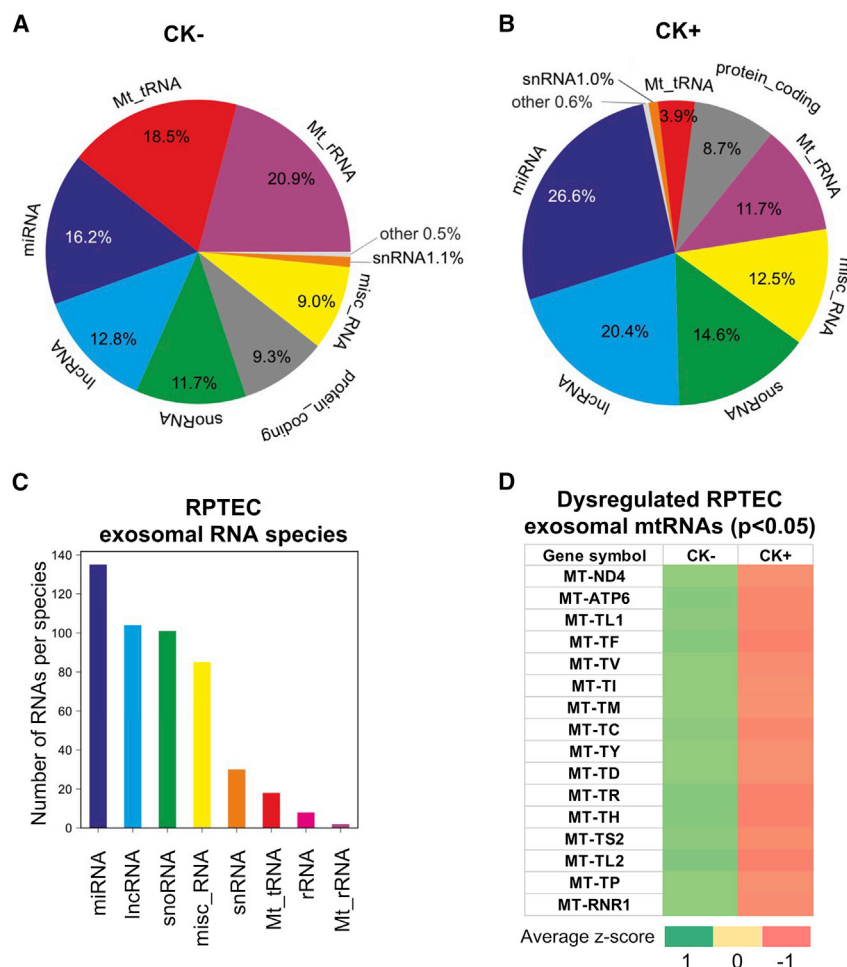 A
CK-
Mt_tRNA
18.5%
Mt_rRNA
20.9%
miRNA
16.2%
other 0.5%
snRNA1.1%
misc_RNA
9.0%
lncRNA
12.8%
snoRNA
11.7%
protein_coding
9.3%
B
CK+
snRNA1.0%
other 0.6%
Mt_tRNA
3.9%
protein_coding
8.7%
Mt_rRNA
11.7%
miRNA
26.6%
misc_RNA
12.5%
lncRNA
20.4%
snoRNA
14.6%
C
RPTEC
exosomal RNA species
Number of RNAs per species
140
120
100
80
60
40
20
0
miRNA
lncRNA
snoRNA
misc_RNA
snRNA
Mt_tRNA
rRNA
Mt_rRNA
D
Dysregulated RPTEC
exosomal mtRNAs (p<0.05)
Gene symbol CK- CK+
MT-ND4
MT-ATP6
MT-TL1
MT-TF
MT-TV
MT-TI
MT-TM
MT-TC
MT-TY
MT-TD
MT-TR
MT-TH
MT-TS2
MT-TL2
MT-TP
MT-RNR1
Average z-score
1 0 -1